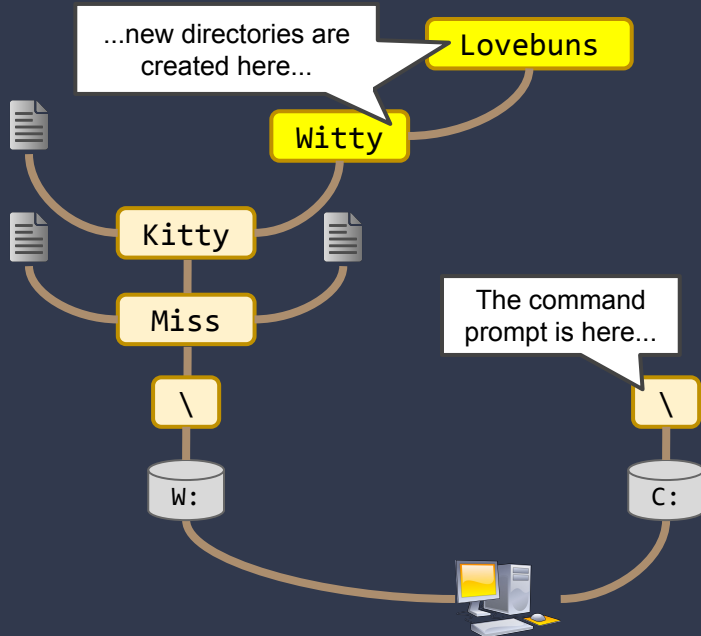 ...new directories are
created here...
Lovebuns
Witty
Kitty
Miss
The command
prompt is here...
\
\
W:
C: